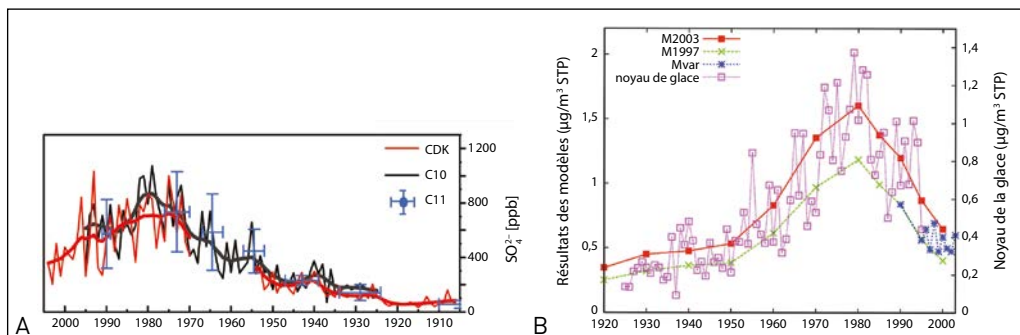 1200
800
400
0
SO₄²⁻ [ppb]
CDK
C10
C11
2000 1990 1980 1970 1960 1950 1940 1930 1920 1910
A
Résultats des modèles (µg/m³ STP)
2
1,5
1
0,5
0
M2003
M1997
Mvar
noyau de glace
1,4
1,2
1
0,8
0,6
0,4
0,2
0
Noyau de la glace (µg/m³ STP)
1920 1930 1940 1950 1960 1970 1980 1990 2000
B